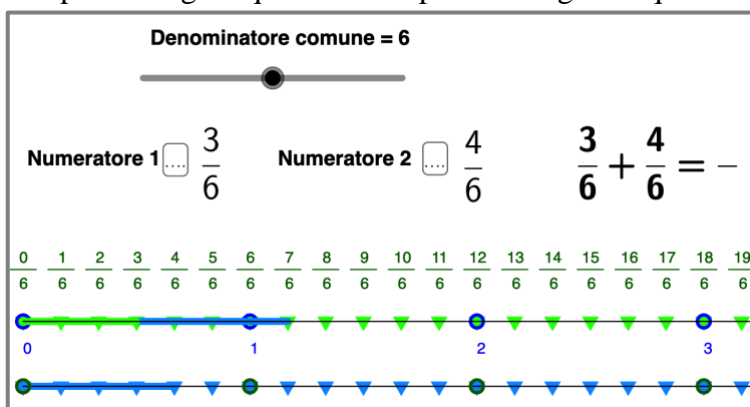 Denominatore comune = 6
Numeratore 1 .... 3/6 Numeratore 2 .... 4/6 3/6 + 4/6 = –
0/6 1/6 2/6 3/6 4/6 5/6 6/6 7/6 8/6 9/6 10/6 11/6 12/6 13/6 14/6 15/6 16/6 17/6 18/6 19/6
0 1 2 3